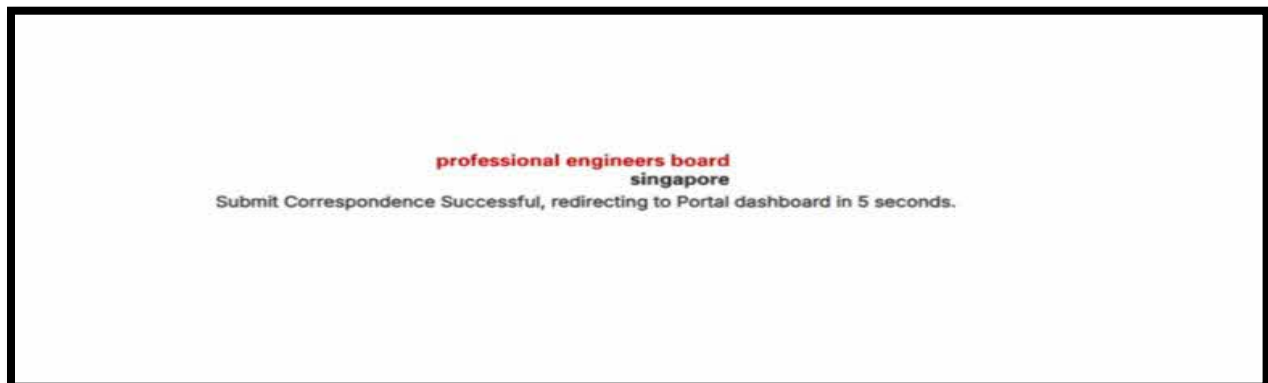 professional engineers board
singapore
Submit Correspondence Successful, redirecting to Portal dashboard in 5 seconds.